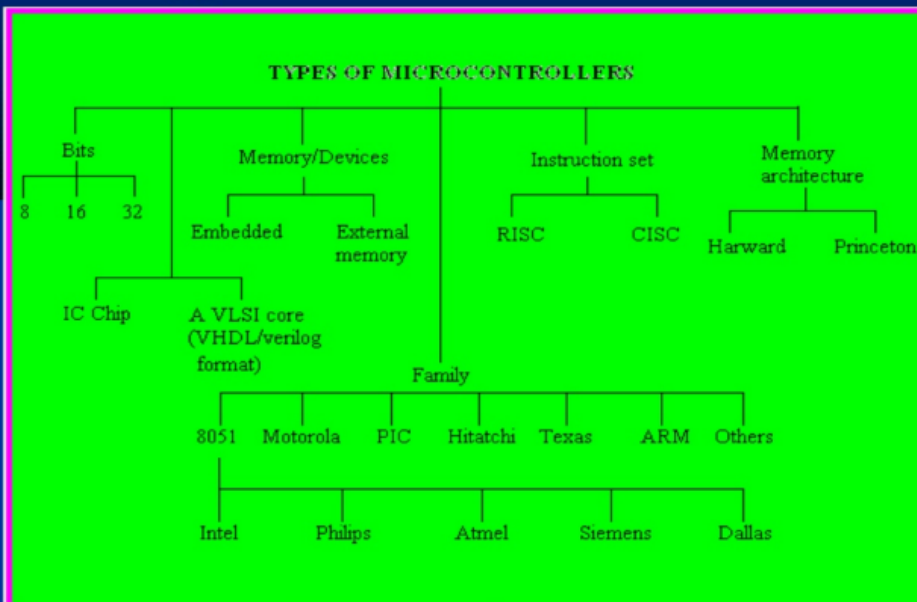 TYPES OF MICROCONTROLLERS
Bits
8 16 32
Memory/Devices
Embedded
External
memory
Instruction set
RISC CISC
Memory
architecture
Harward Princeton
IC Chip
A VLSI core
(VHDL/verilog
format)
Family
8051 Motorola PIC Hitatchi Texas ARM Others
Intel Philips Atmel Siemens Dallas